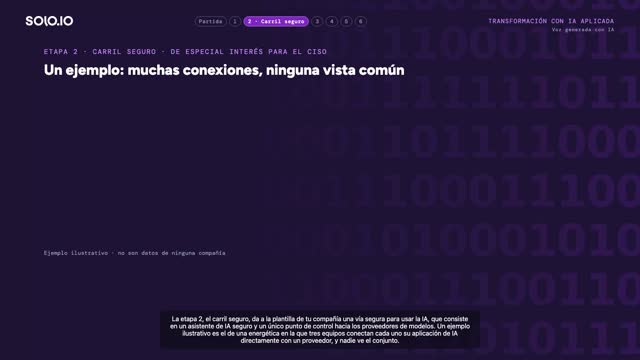 SOLO.IO
Partida 1 2 · Carril seguro 3 4 5 6
TRANSFORMACIÓN CON IA APLICADA
Voz generada con IA
ETAPA 2 · CARRIL SEGURO · DE ESPECIAL INTERÉS PARA EL CISO
Un ejemplo: muchas conexiones, ninguna vista común
Ejemplo ilustrativo · no son datos de ninguna compañía
La etapa 2, el carril seguro, da a la plantilla de tu compañía una vía segura para usar la IA, que consiste
en un asistente de IA seguro y un único punto de control hacia los proveedores de modelos. Un ejemplo
ilustrativo es el de una energética en la que tres equipos conectan cada uno su aplicación de IA
directamente con un proveedor, y nadie ve el conjunto.